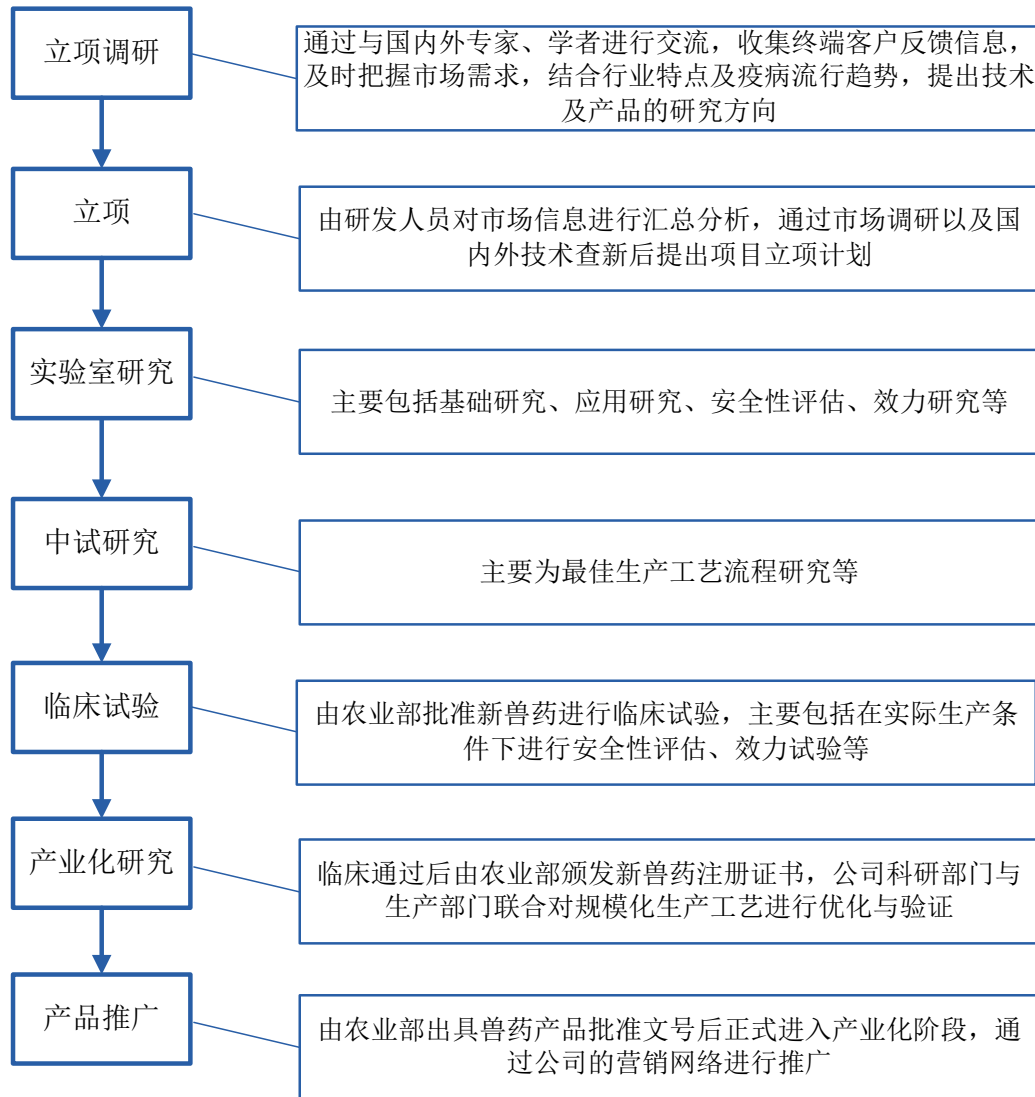 立项调研
通过与国内外专家、学者进行交流，收集终端客户反馈信息，
及时把握市场需求，结合行业特点及疫病流行趋势，提出技术
及产品的研究方向
立项
由研发人员对市场信息进行汇总分析，通过市场调研以及国
内外技术查新后提出项目立项计划
实验室研究
主要包括基础研究、应用研究、安全性评估、效力研究等
中试研究
主要为最佳生产工艺流程研究等
临床试验
由农业部批准新兽药进行临床试验，主要包括在实际生产条
件下进行安全性评估、效力试验等
产业化研究
临床通过后由农业部颁发新兽药注册证书，公司科研部门与
生产部门联合对规模化生产工艺进行优化与验证
产品推广
由农业部出具兽药产品批准文号后正式进入产业化阶段，通
过公司的营销网络进行推广